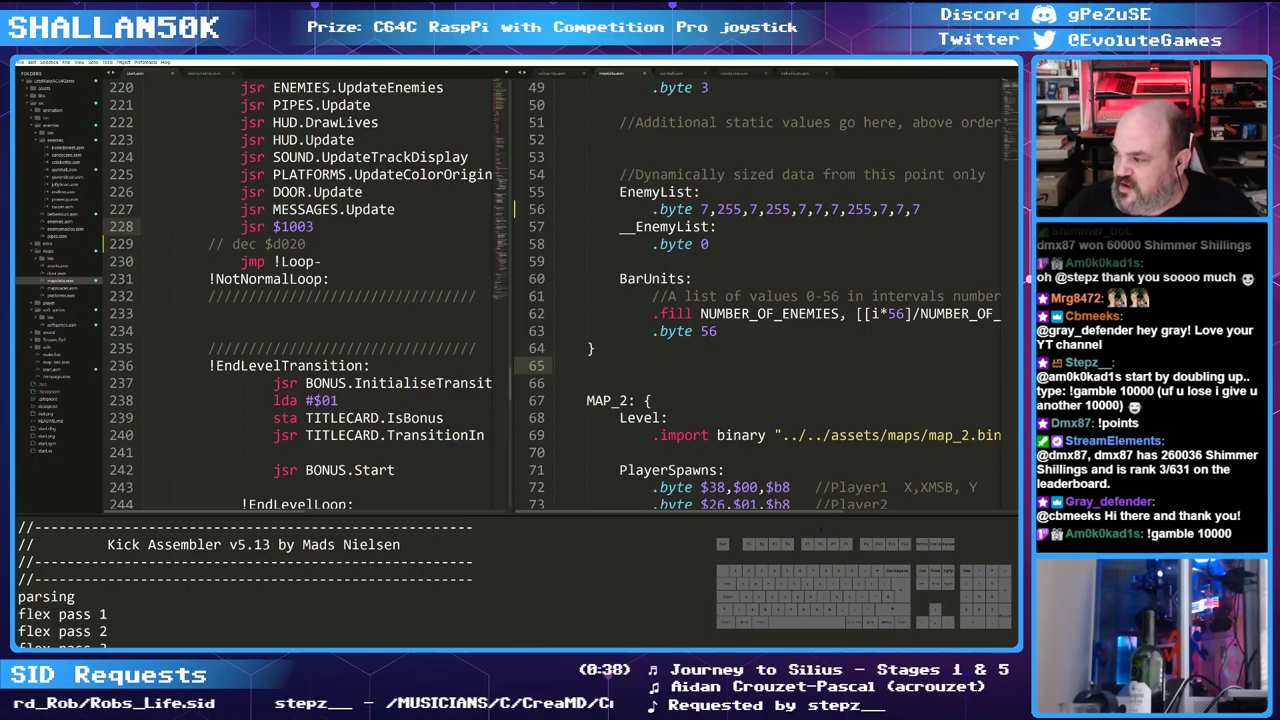 SHALLAN50K
Prize: C64C RaspPi with Competition Pro joystick
Discord gPeZuSE
Twitter @EvoluteGames
FOLDERS
220 jsr ENEMIES.UpdateEnemies
221 jsr PIPES.Update
222 jsr HUD.DrawLives
223 jsr HUD.Update
224 jsr SOUND.UpdateTrackDisplay
225 jsr PLATFORMS.UpdateColorOrigin
226 jsr DOOR.Update
227 jsr MESSAGES.Update
228 jsr $1003
229 // dec $d020
230 jmp !Loop-
231 !NotNormalLoop:
232 /////////////////////////////////
233
234
235 /////////////////////////////////
236 !EndLevelTransition:
237 jsr BONUS.InitialiseTransit
238 lda #$01
239 sta TITLECARD.IsBonus
240 jsr TITLECARD.TransitionIn
241
242 jsr BONUS.Start
243
244 !EndLevelLoop:
49 .byte 3
50
51 //Additional static values go here, above order
52
53
54 //Dynamically sized data from this point only
55 EnemyList:
56 .byte 7,255,7,255,7,7,7,255,7,7,7
57 __EnemyList:
58 .byte 0
59
60 BarUnits:
61 //A list of values 0-56 in intervals number
62 .fill NUMBER_OF_ENEMIES, [[i*56]/NUMBER_OF_
63 .byte 56
64 }
65
66
67 MAP_2: {
68 Level:
69 .import binary "../../assets/maps/map_2.bin
70
71 PlayerSpawns:
72 .byte $38,$00,$b8 //Player1 X,XMSB, Y
73 .byte $26,$01,$b8 //Player2
//------------------------------------------------------
// Kick Assembler v5.13 by Mads Nielsen
//------------------------------------------------------
//------------------------------------------------------
parsing
flex pass 1
flex pass 2
Shimmer_bot:
dmx87 won 60000 Shimmer Shillings
Am0k0kad1s:
oh @stepz thank you soooo much
Mrg8472:
Cbmeeks:
@gray_defender hey gray! Love your
YT channel
Stepz__:
@am0k0kad1s start by doubling up..
type: !gamble 10000 (uf u lose i give u
another 10000)
Dmx87: !points
StreamElements:
@dmx87, dmx87 has 260036 Shimmer
Shillings and is rank 3/631 on the
leaderboard.
Gray_defender:
@cbmeeks Hi there and thank you!
Am0k0kad1s: !gamble 10000
SID Requests
rd_Rob/Robs_Life.sid stepz__ - /MUSICIANS/C/CreaMD/C
(0:38) ♫ Journey to Silius - Stages 1 & 5
♫ Aidan Crouzet-Pascal (acrouzet)
♪ Requested by stepz__